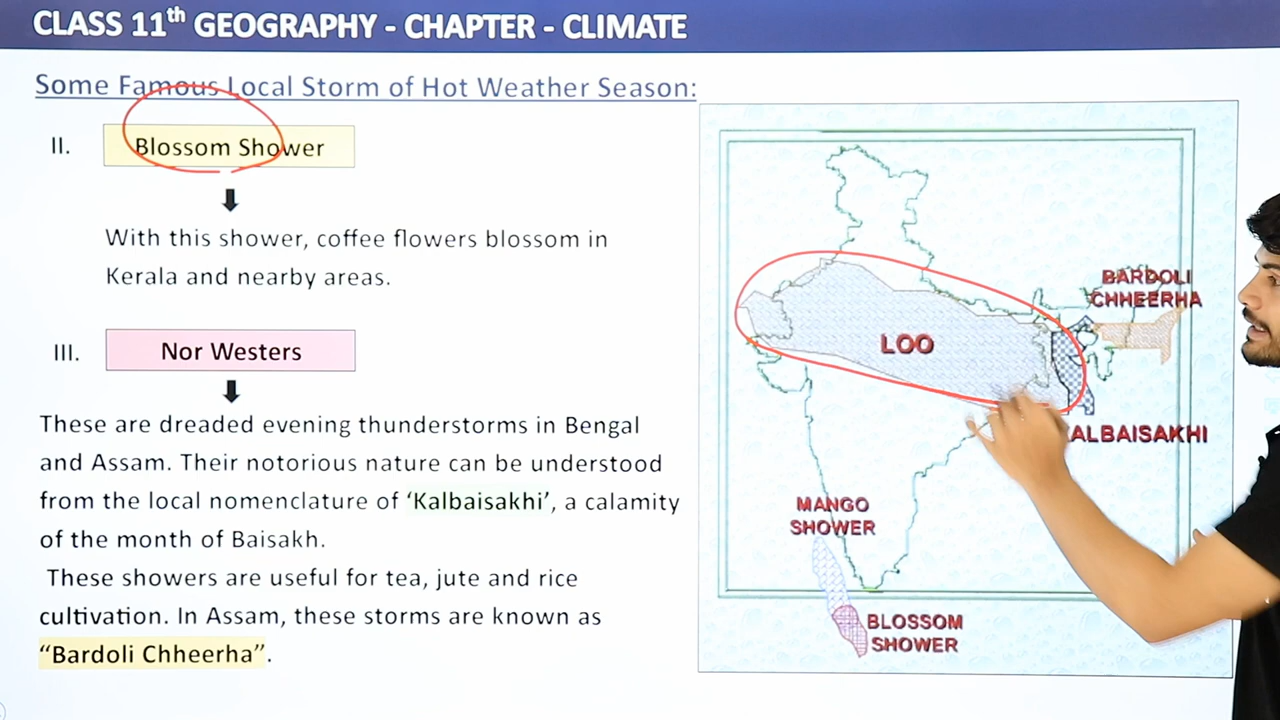 CLASS 11th GEOGRAPHY - CHAPTER - CLIMATE
Some Famous Local Storm of Hot Weather Season:
II. Blossom Shower
With this shower, coffee flowers blossom in
Kerala and nearby areas.
III. Nor Westers
These are dreaded evening thunderstorms in Bengal
and Assam. Their notorious nature can be understood
from the local nomenclature of ‘Kalbaisakhi’, a calamity
of the month of Baisakh.
These showers are useful for tea, jute and rice
cultivation. In Assam, these storms are known as
“Bardoli Chheerha”.
BARDOLI
CHHEERHA
LOO
ALBAISAKHI
MANGO
SHOWER
BLOSSOM
SHOWER